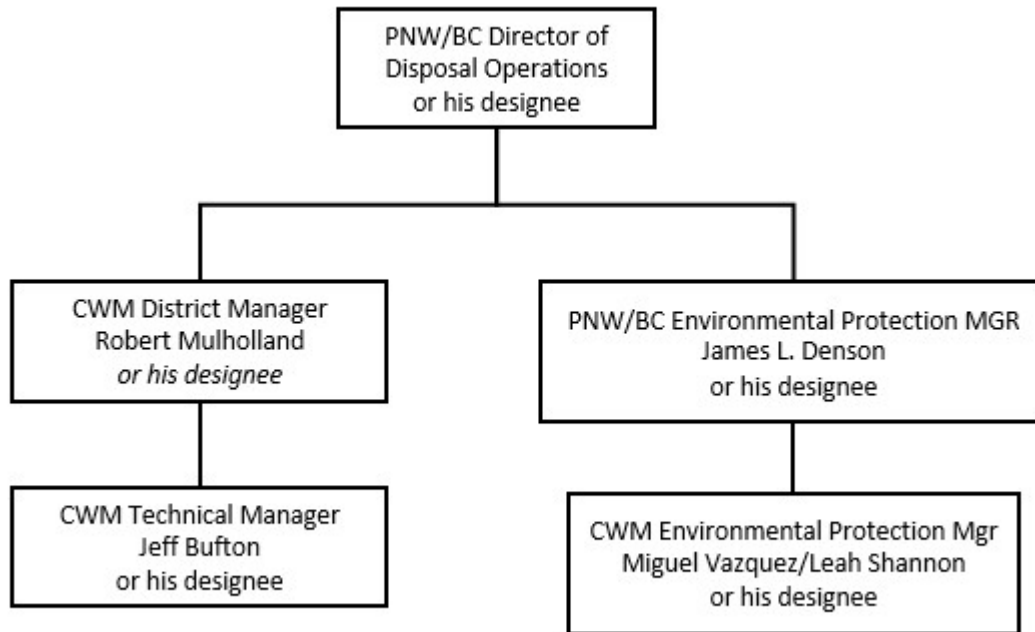 PNW/BC Director of
Disposal Operations
or his designee
CWM District Manager
Robert Mulholland
or his designee
PNW/BC Environmental Protection MGR
James L. Denson
or his designee
CWM Technical Manager
Jeff Bufton
or his designee
CWM Environmental Protection Mgr
Miguel Vazquez/Leah Shannon
or his designee